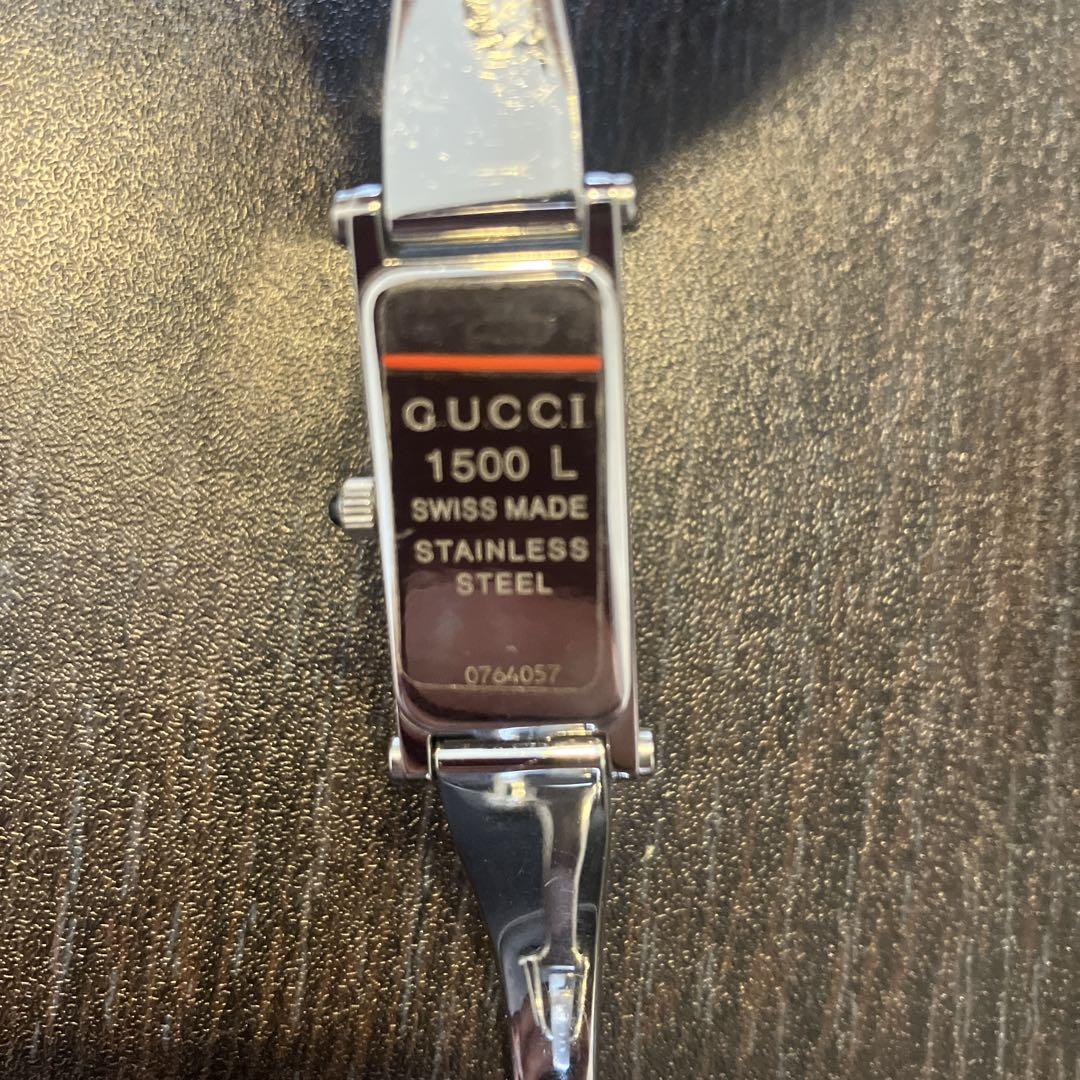 GUCCI
1500 L
SWISS MADE
STAINLESS
STEEL
0764057